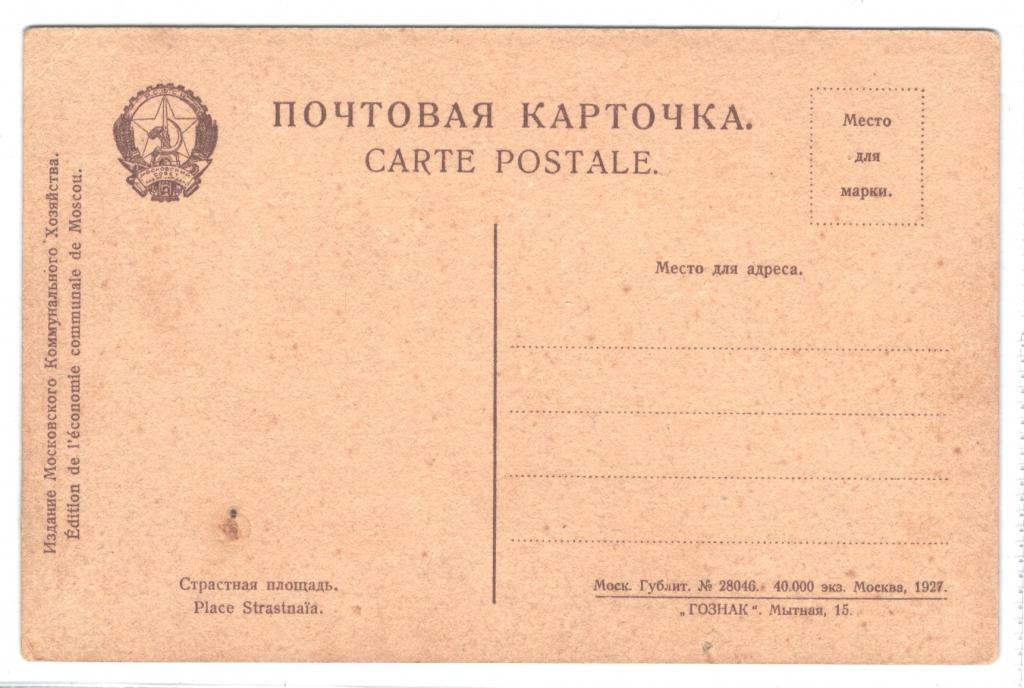 ПОЧТОВАЯ КАРТОЧКА.
CARTE POSTALE.
Место
для
марки.
Издание Московского Коммунального Хозяйства.
Édition de l'économie communale de Moscou.
Место для адреса.
Страстная площадь.
Place Strastnaïa.
Моск. Гублит. № 28046. 40.000 экз. Москва, 1927.
„ГОЗНАК“. Мытная, 15.